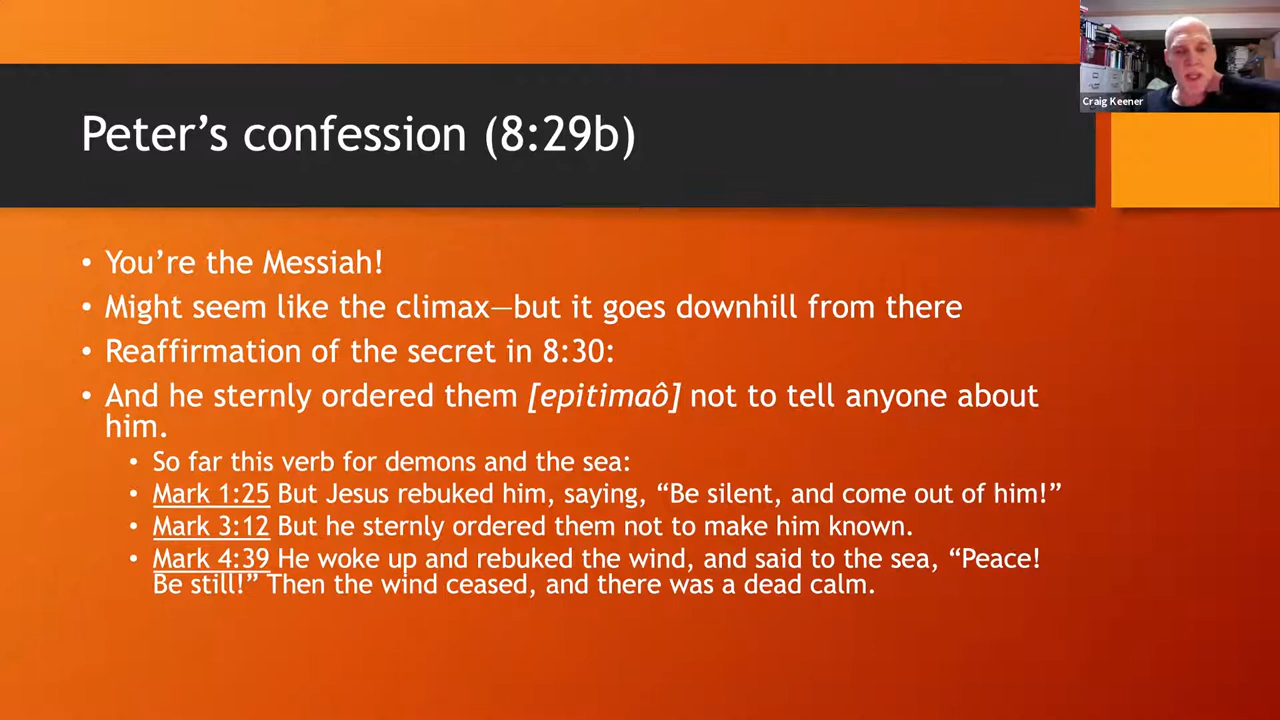 Craig Keener
Peter’s confession (8:29b)
• You’re the Messiah!
• Might seem like the climax—but it goes downhill from there
• Reaffirmation of the secret in 8:30:
• And he sternly ordered them [epitimaô] not to tell anyone about
him.
• So far this verb for demons and the sea:
• Mark 1:25 But Jesus rebuked him, saying, “Be silent, and come out of him!”
• Mark 3:12 But he sternly ordered them not to make him known.
• Mark 4:39 He woke up and rebuked the wind, and said to the sea, “Peace!
Be still!” Then the wind ceased, and there was a dead calm.